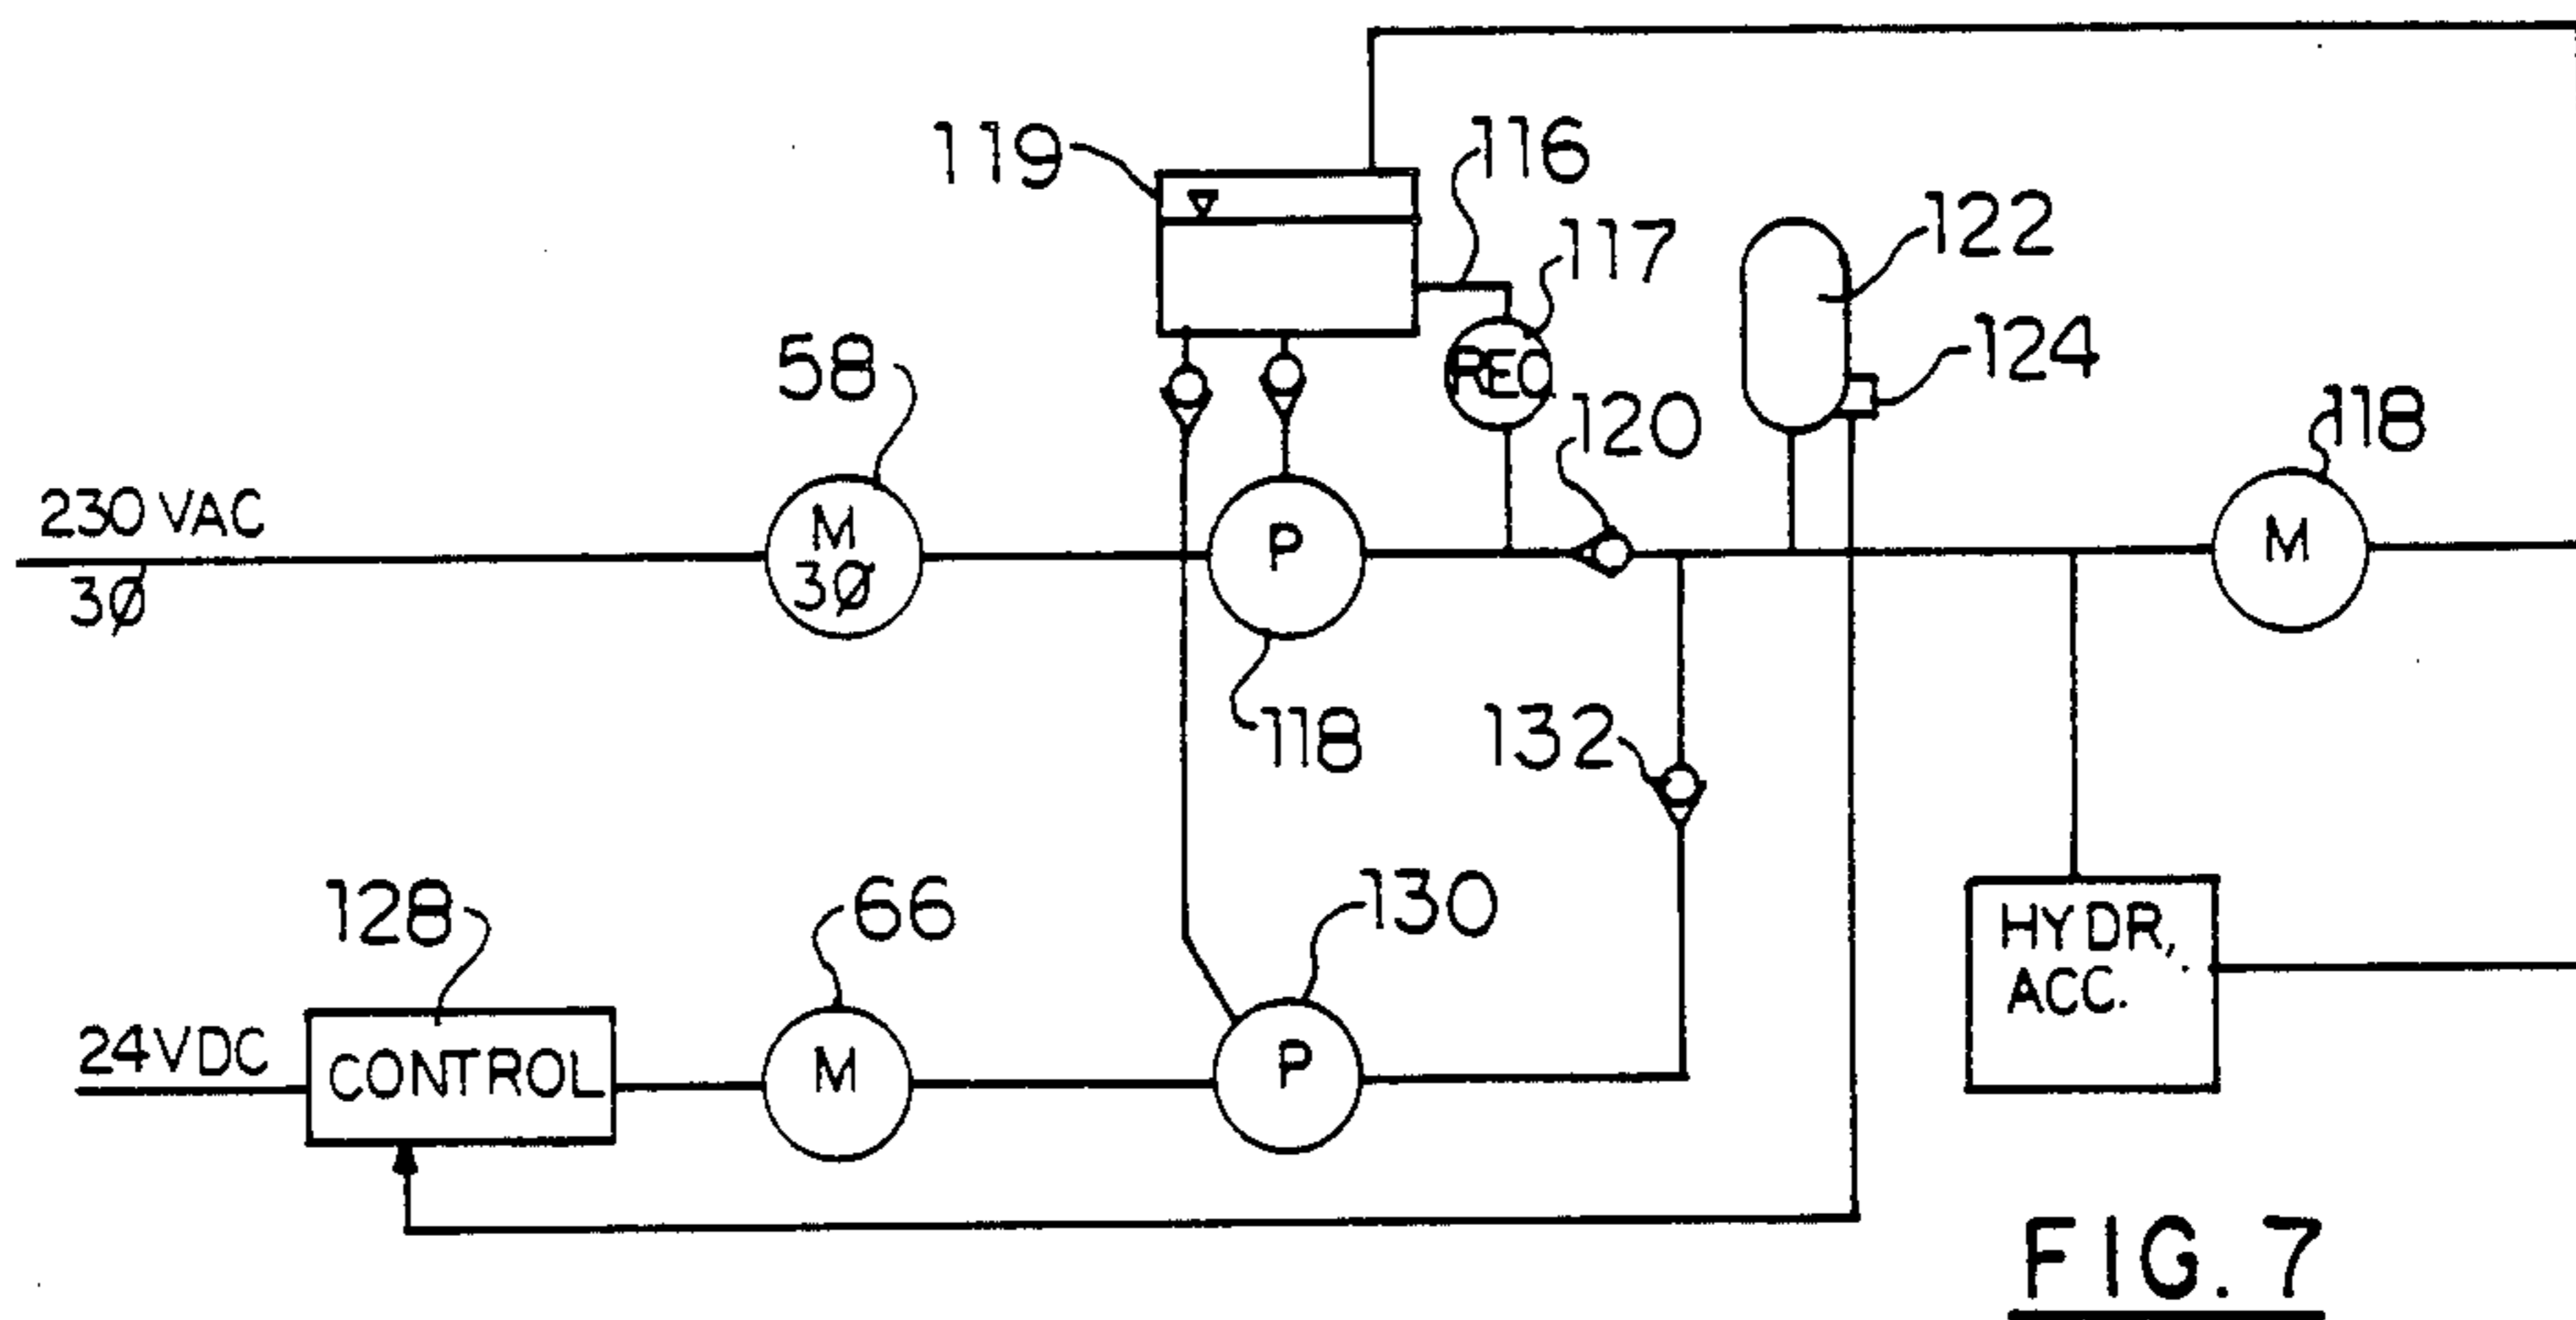 119
116
117
122
124
58
REG
120
118
230 VAC
3Ø
M
3Ø
P
M
118
132
128
66
130
HYDR,
ACC.
24VDC
CONTROL
M
P
FIG. 7